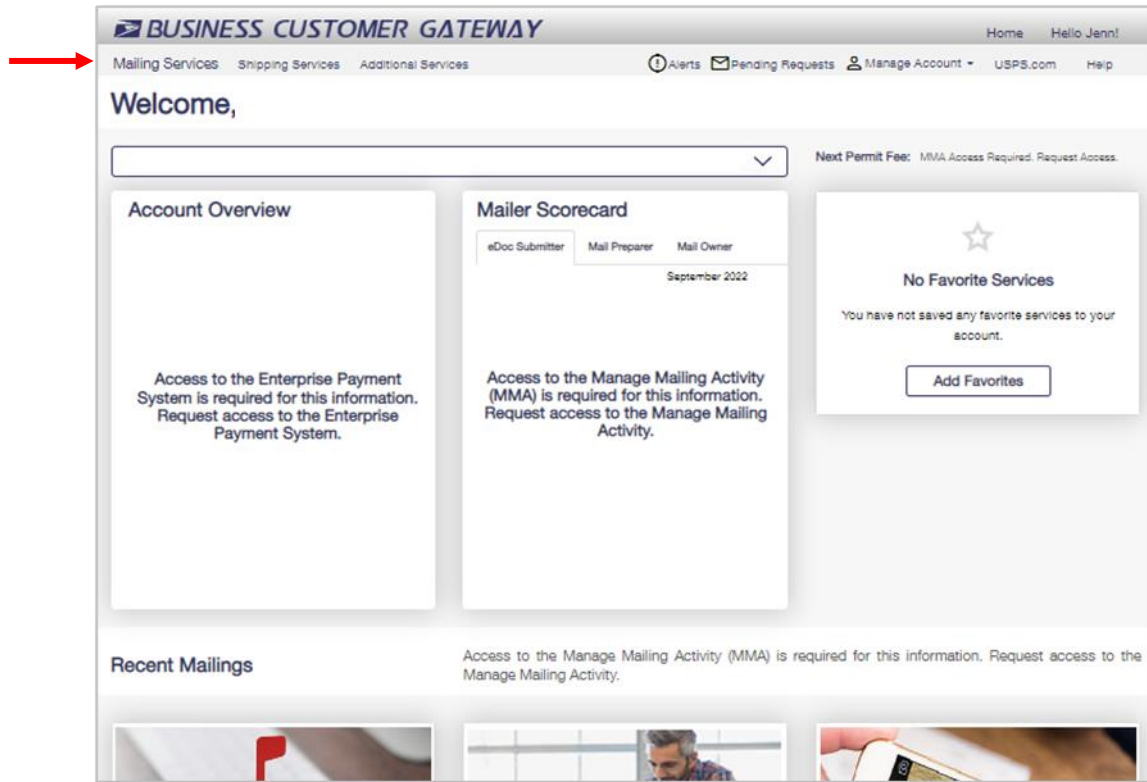 BUSINESS CUSTOMER GATEWAY
Home Hello Jenn!
Mailing Services Shipping Services Additional Services Alerts Pending Requests Manage Account USPS.com Help
Welcome,
Next Permit Fee: MMA Access Required. Request Access.
Account Overview
Mailer Scorecard
eDoc Submitter Mail Preparer Mail Owner
September 2022
No Favorite Services
You have not saved any favorite services to your
account.
Add Favorites
Access to the Enterprise Payment
System is required for this information.
Request access to the Enterprise
Payment System.
Access to the Manage Mailing Activity
(MMA) is required for this information.
Request access to the Manage Mailing
Activity.
Recent Mailings
Access to the Manage Mailing Activity (MMA) is required for this information. Request access to the
Manage Mailing Activity.